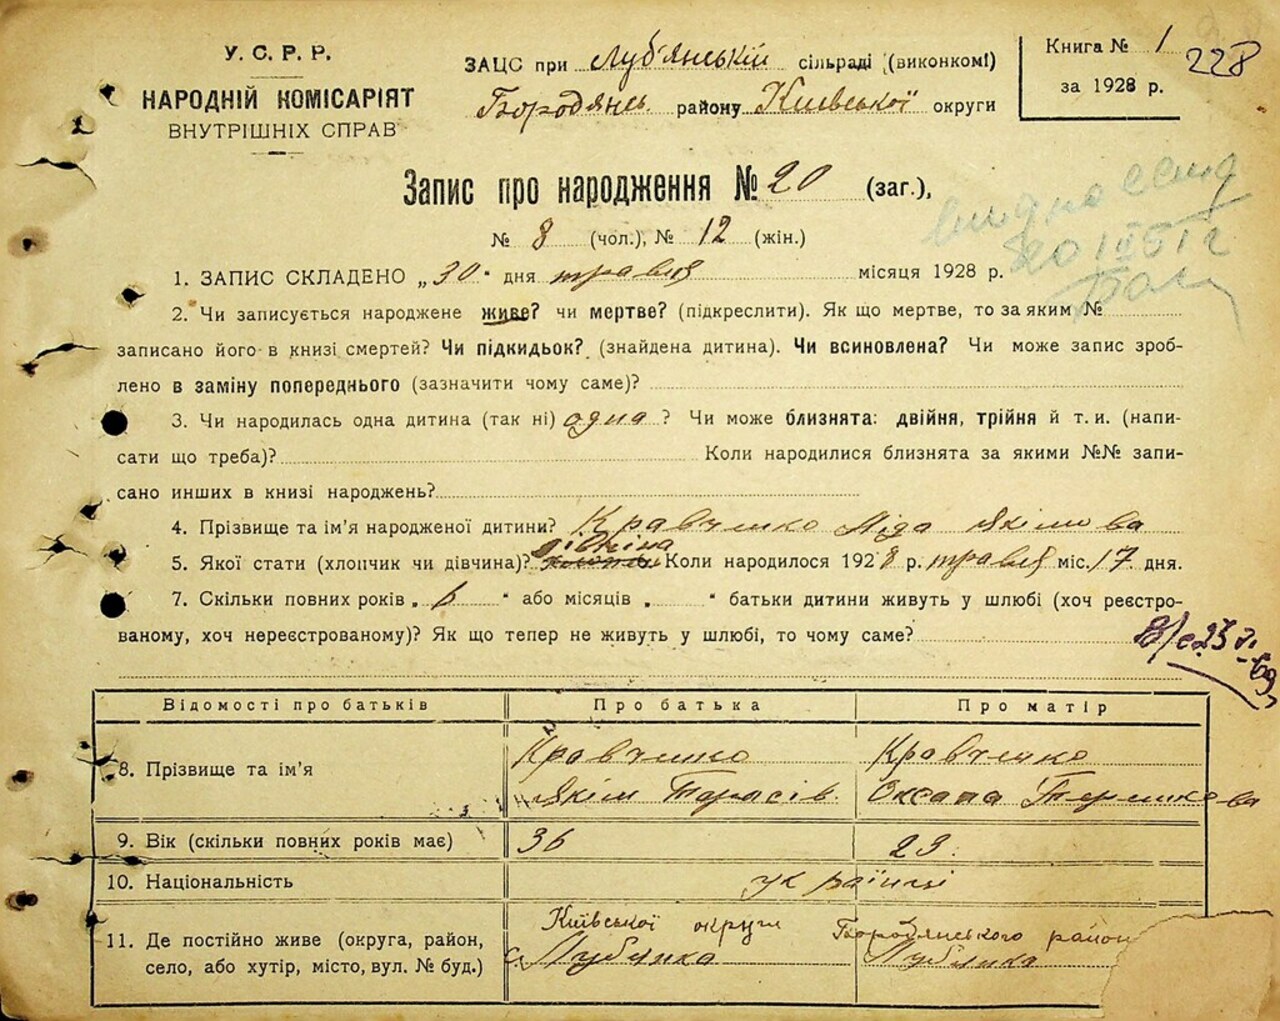 У. С. Р. Р.
НАРОДНІЙ КОМІСАРІЯТ
ВНУТРІШНІХ СПРАВ
ЗАЦС при Луб'янській сільраді (виконкомі)
Бородянсь. району Київської округи
Книга № 1
за 1928 р.
228
Запис про народження № 20 (заг.),
№ 8 (чол.), № 12 (жін.)
1. ЗАПИС СКЛАДЕНО „30" дня травня місяця 1928 р.
2. Чи записується народжене живе? чи мертве? (підкреслити). Як що мертве, то за яким №
записано його в книзі смертей? Чи підкидьок? (знайдена дитина). Чи всиновлена? Чи може запис зроб-
лено в заміну попереднього (зазначити чому саме)?
3. Чи народилась одна дитина (так ні) одна ? Чи може близнята: двійня, трійня й т. и. (напи-
сати що треба)? Коли народилися близнята за якими №№ запи-
сано инших в книзі народжень?
4. Прізвище та ім'я народженої дитини? Кравченко Ліда Якімова
5. Якої стати (хлопчик чи дівчина)? дівчина Коли народилося 1928 р. травня міс. 17 дня.
7. Скільки повних років „ 6 " або місяців „ " батьки дитини живуть у шлюбі (хоч реєстро-
ваному, хоч нереєстрованому)? Як що тепер не живуть у шлюбі, то чому саме?
Відомості про батьків Про батька Про матір
8. Прізвище та ім'я
Кравченко
Якім Тарасів.
Кравченко
Оксана
9. Вік (скільки повних років має) 36 29.
10. Національність українці
11. Де постійно живе (округа, район,
село, або хутір, місто, вул. № буд.)
Київської округи Бородянського район
с. Лубянка Лубянка